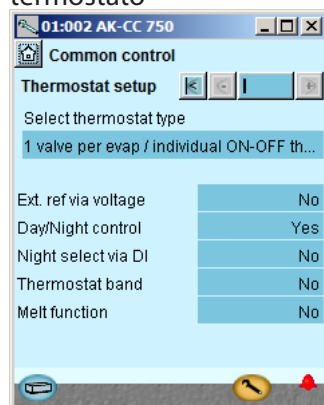 termostato
01:002 AK-CC 750
Common control
Thermostat setup
Select thermostat type
1 valve per evap / individual ON-OFF th...
Ext. ref via voltage No
Day/Night control Yes
Night select via DI No
Thermostat band No
Melt function No